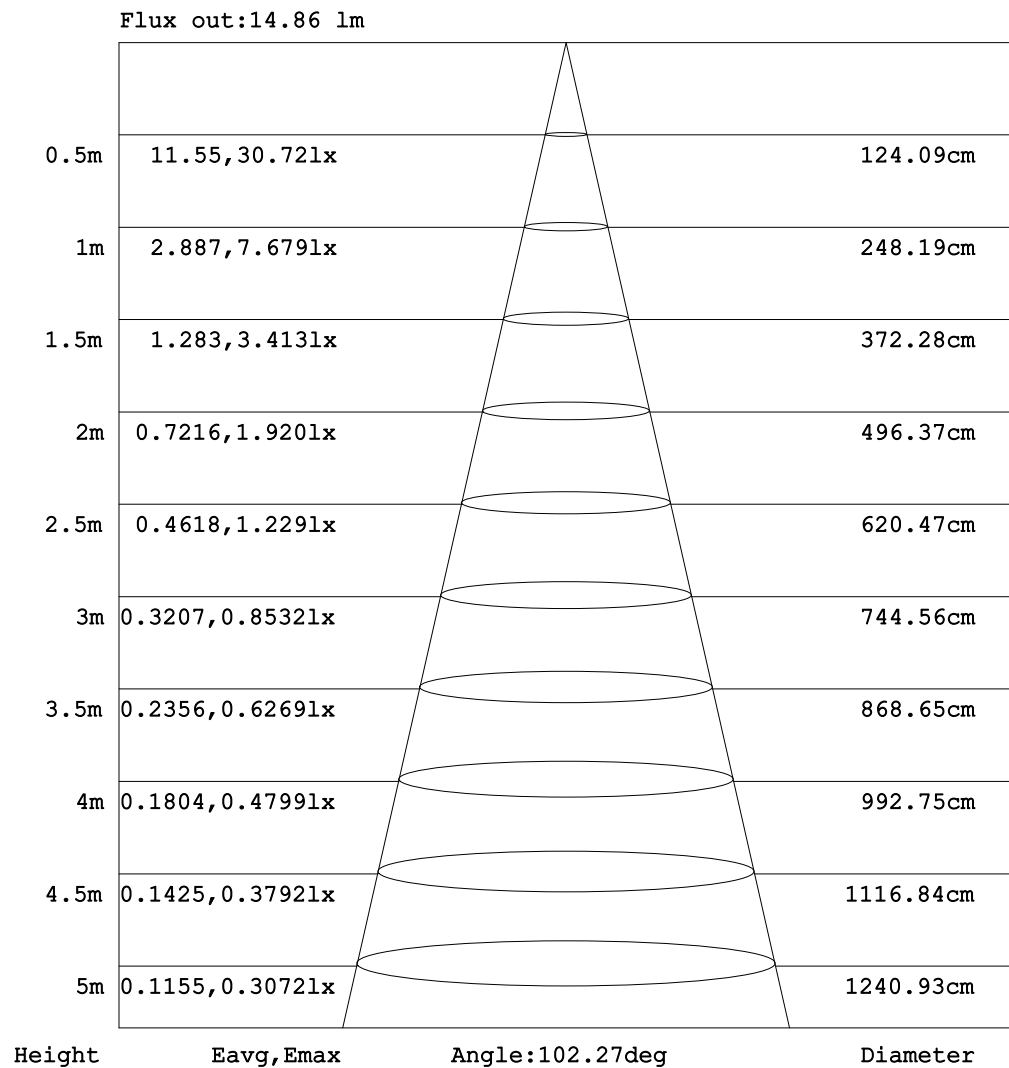 Flux out:14.86 lm
0.5m 11.55,30.72lx 124.09cm
1m 2.887,7.679lx 248.19cm
1.5m 1.283,3.413lx 372.28cm
2m 0.7216,1.920lx 496.37cm
2.5m 0.4618,1.229lx 620.47cm
3m 0.3207,0.8532lx 744.56cm
3.5m 0.2356,0.6269lx 868.65cm
4m 0.1804,0.4799lx 992.75cm
4.5m 0.1425,0.3792lx 1116.84cm
5m 0.1155,0.3072lx 1240.93cm
Height Eavg,Emax Angle:102.27deg Diameter